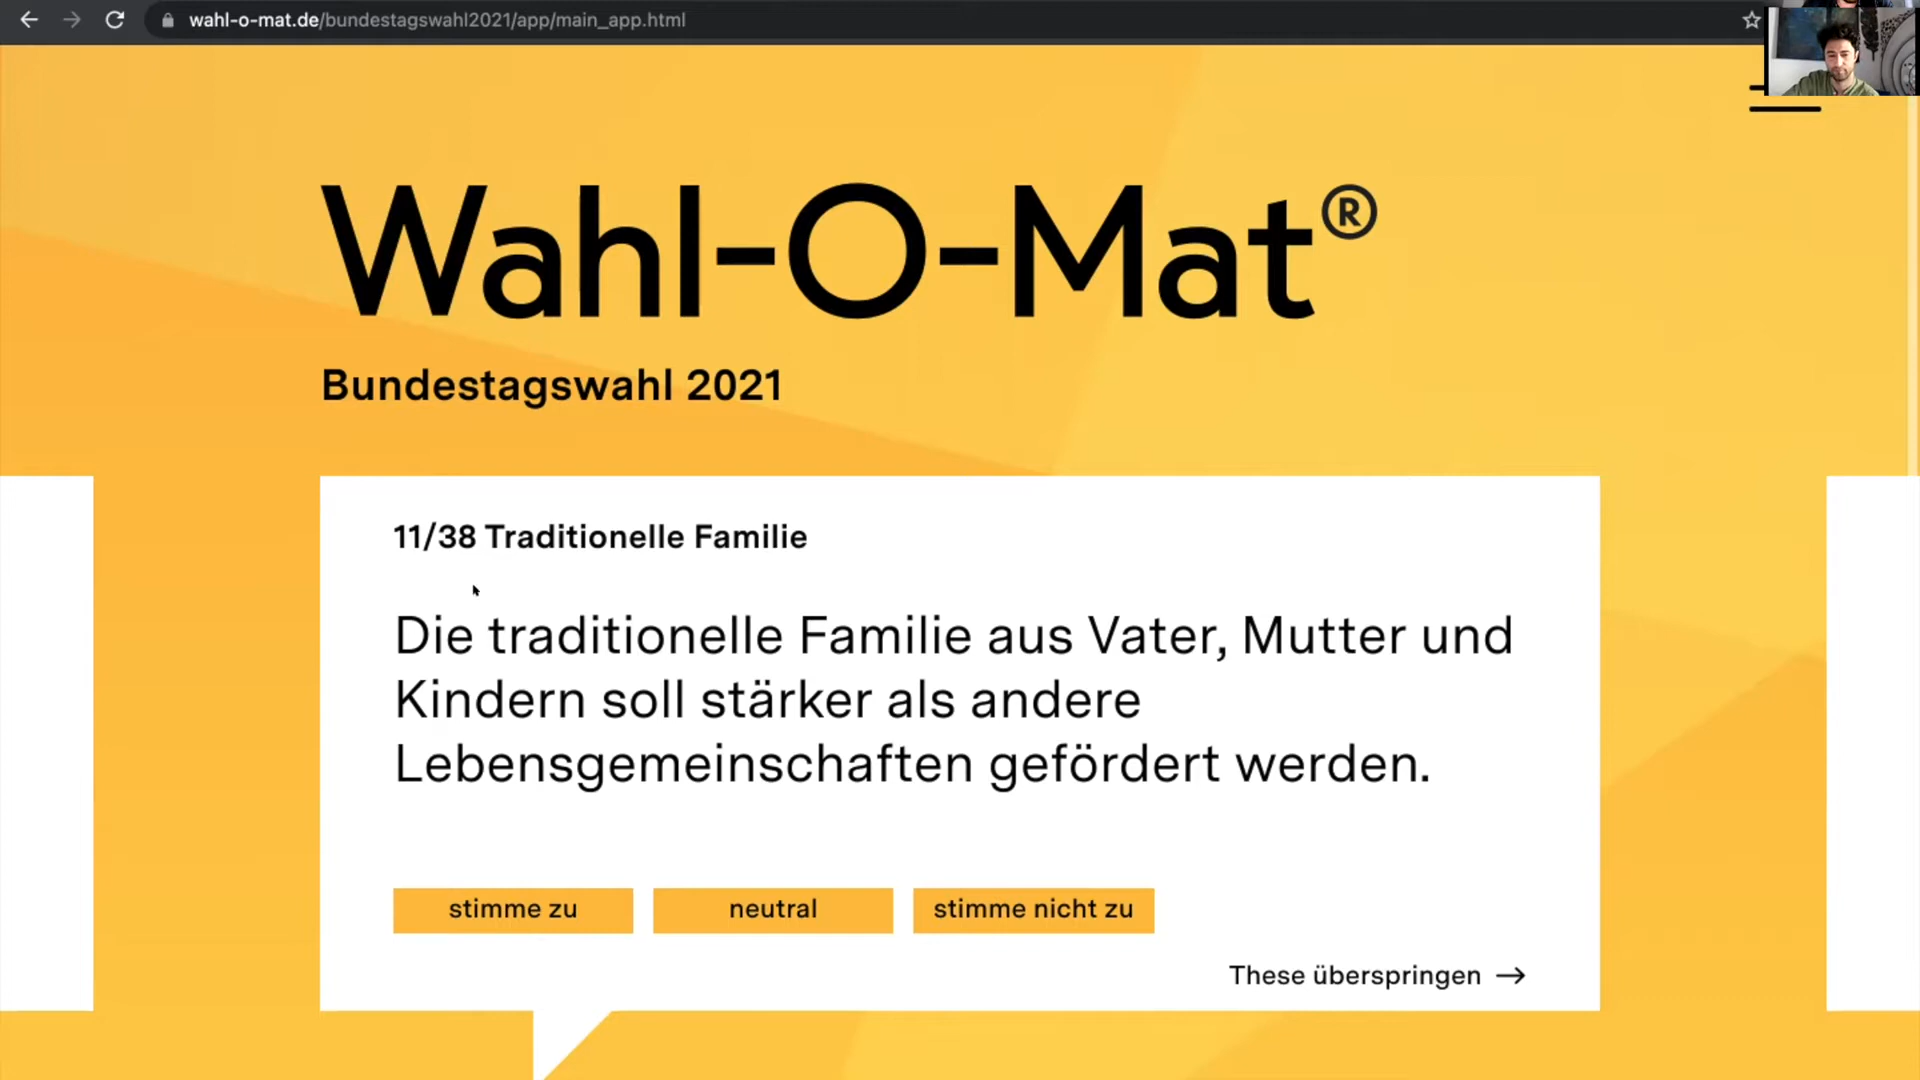 wahl-o-mat.de/bundestagswahl2021/app/main_app.html
Wahl-O-Mat®
Bundestagswahl 2021
11/38 Traditionelle Familie
Die traditionelle Familie aus Vater, Mutter und
Kindern soll stärker als andere
Lebensgemeinschaften gefördert werden.
stimme zu
neutral
stimme nicht zu
These überspringen →